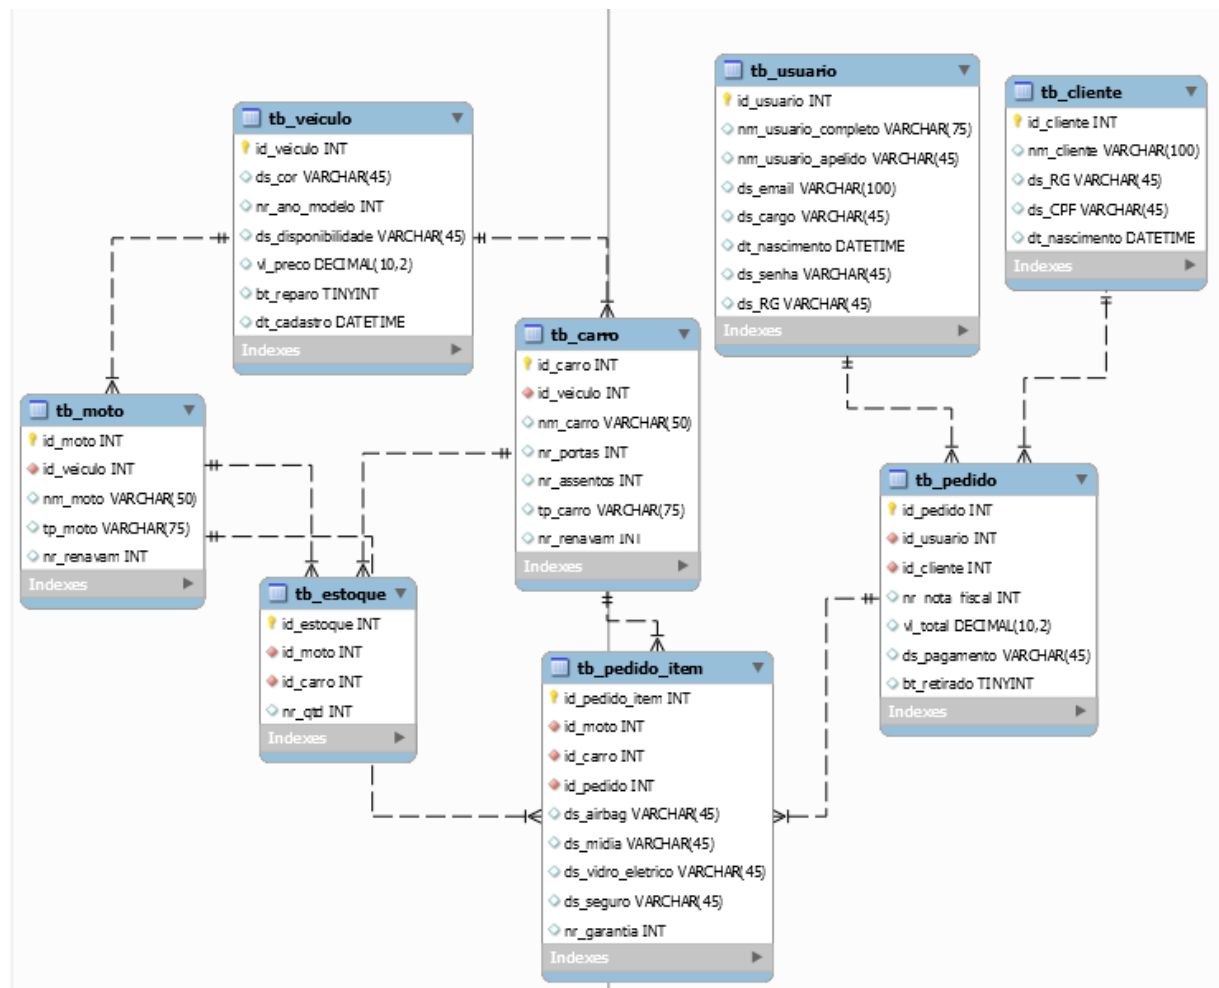 tb_veiculo
id_veiculo INT
ds_cor VARCHAR(45)
nr_ano_modelo INT
ds_disponibilidade VARCHAR(45)
vl_preco DECIMAL(10,2)
bt_reparo TINYINT
dt_cadastro DATETIME
Indexes
tb_usuario
id_usuario INT
nm_usuario_completo VARCHAR(75)
nm_usuario_apelido VARCHAR(45)
ds_email VARCHAR(100)
ds_cargo VARCHAR(45)
dt_nascimento DATETIME
ds_senha VARCHAR(45)
ds_RG VARCHAR(45)
Indexes
tb_cliente
id_cliente INT
nm_cliente VARCHAR(100)
ds_RG VARCHAR(45)
ds_CPF VARCHAR(45)
dt_nascimento DATETIME
Indexes
tb_moto
id_moto INT
id_veiculo INT
nm_moto VARCHAR(50)
tp_moto VARCHAR(75)
nr_renavam INT
Indexes
tb_carro
id_carro INT
id_veiculo INT
nm_carro VARCHAR(50)
nr_portas INT
nr_assentos INT
tp_carro VARCHAR(75)
nr_renavam INT
Indexes
tb_estoque
id_estoque INT
id_moto INT
id_carro INT
nr_qtd INT
Indexes
tb_pedido
id_pedido INT
id_usuario INT
id_cliente INT
nr_nota_fiscal INT
vl_total DECIMAL(10,2)
ds_pagamento VARCHAR(45)
bt_retirado TINYINT
Indexes
tb_pedido_item
id_pedido_item INT
id_moto INT
id_carro INT
id_pedido INT
ds_airbag VARCHAR(45)
ds_midia VARCHAR(45)
ds_vidro_eletrico VARCHAR(45)
ds_seguro VARCHAR(45)
nr_garantia INT
Indexes